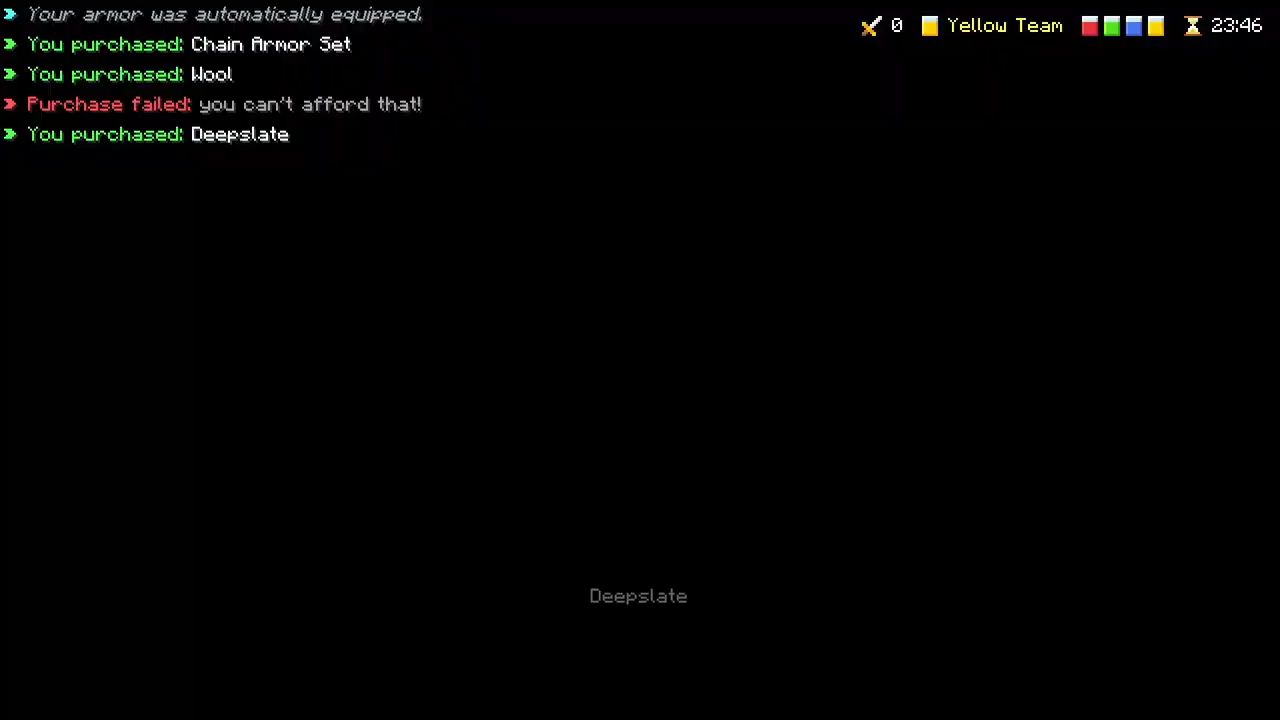 Your armor was automatically equipped.
You purchased: Chain Armor Set
You purchased: Wool
Purchase failed: you can't afford that!
You purchased: Deepslate
0 Yellow Team 23:46
Deepslate